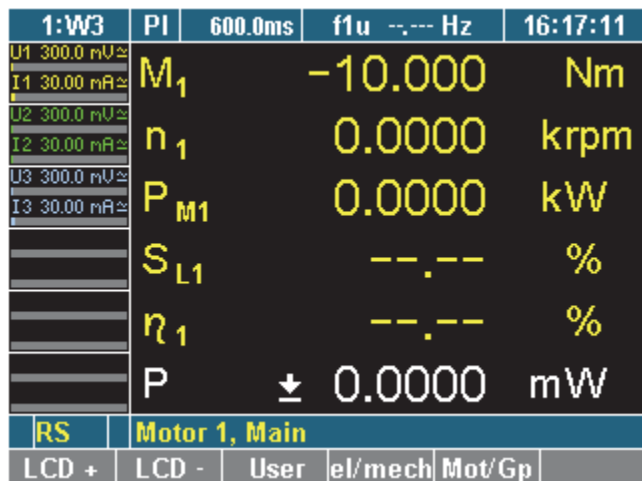 1:W3 PI 600.0ms f1u --.--- Hz 16:17:11
U1 300.0 mV≃
I1 30.00 mA≃
U2 300.0 mV≃
I2 30.00 mA≃
U3 300.0 mV≃
I3 30.00 mA≃
M1 -10.000 Nm
n1 0.0000 krpm
PM1 0.0000 kW
SL1 --.-- %
η1 --.-- %
P 0.0000 mW
RS Motor 1, Main
LCD + LCD - User el/mech Mot/Gp